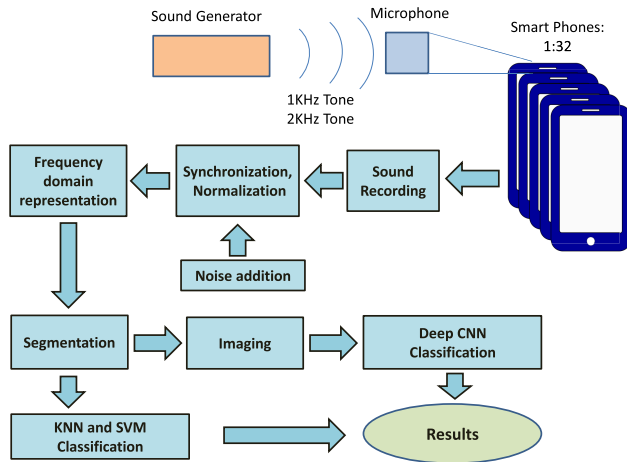 Sound Generator
Microphone
Smart Phones:
1:32
1KHz Tone
2KHz Tone
Frequency
domain
representation
Synchronization,
Normalization
Sound
Recording
Noise addition
Segmentation
Imaging
Deep CNN
Classification
KNN and SVM
Classification
Results